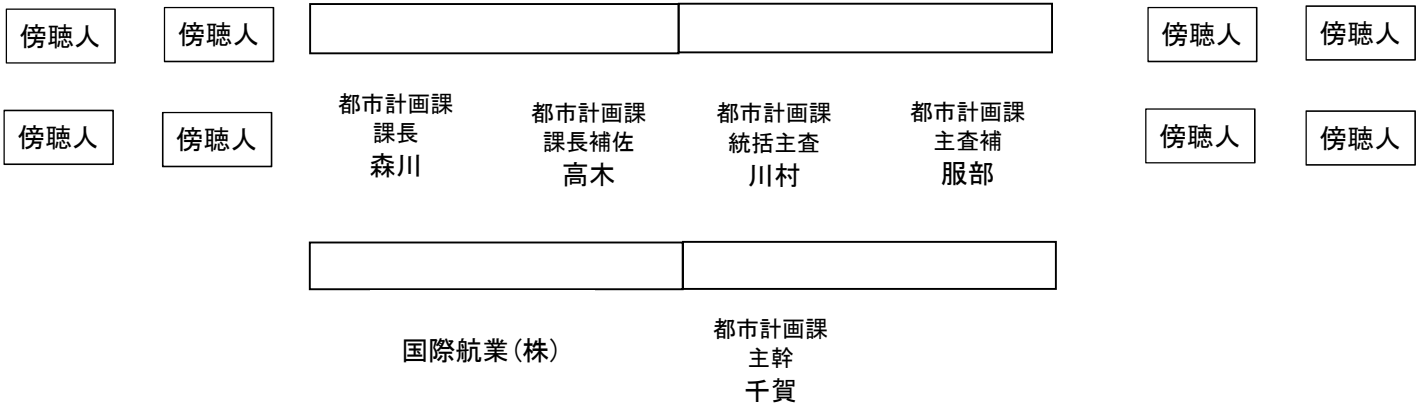 傍聴人
傍聴人
傍聴人
傍聴人
傍聴人
傍聴人
傍聴人
傍聴人
都市計画課
課長
森川
都市計画課
課長補佐
高木
都市計画課
統括主査
川村
都市計画課
主査補
服部
国際航業(株)
都市計画課
主幹
千賀